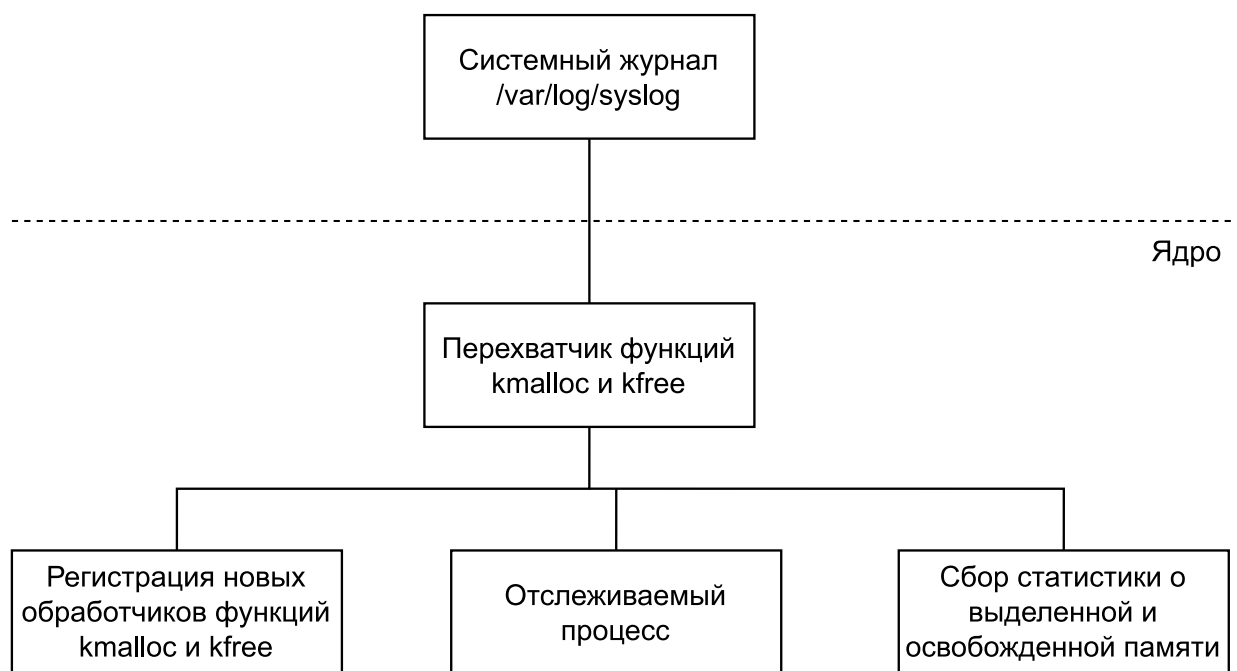 Системный журнал
/var/log/syslog
Ядро
Перехватчик функций
kmalloc и kfree
Регистрация новых
обработчиков функций
kmalloc и kfree
Отслеживаемый
процесс
Сбор статистики о
выделенной и
освобожденной памяти